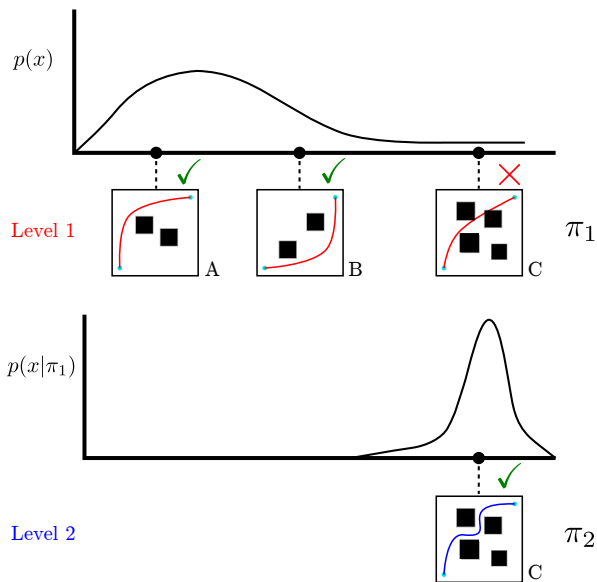 p(x)
Level 1
A
B
C
π₁
p(x|π₁)
Level 2
C
π₂